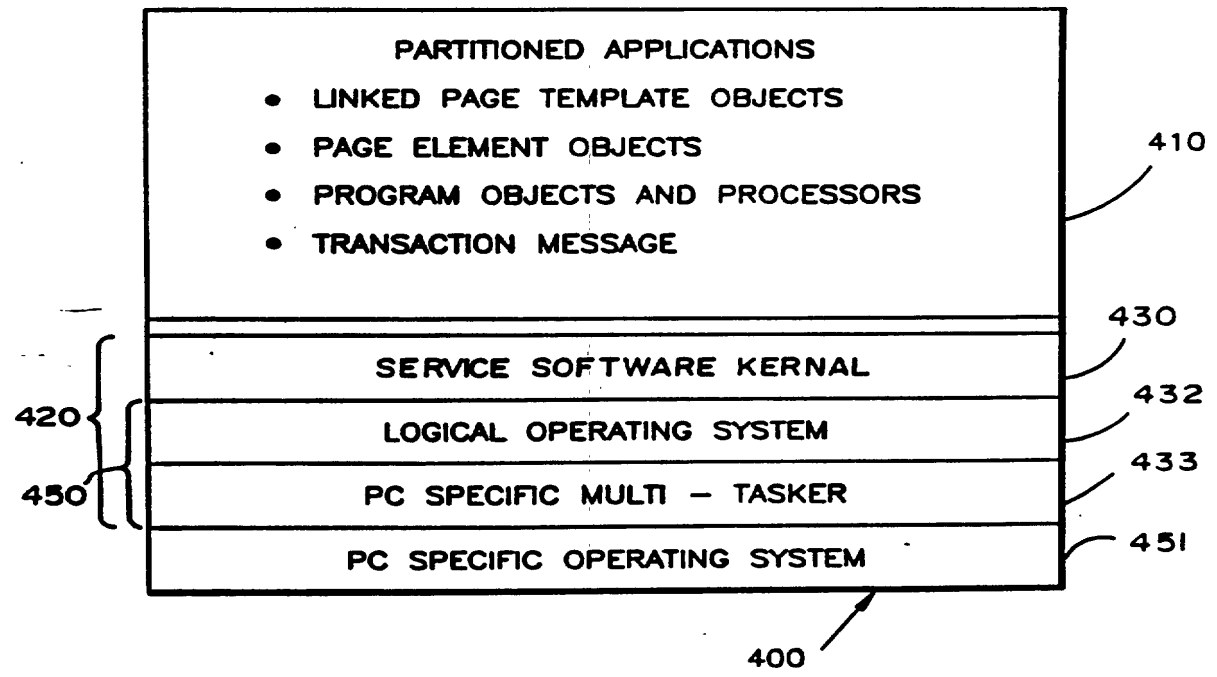 PARTITIONED APPLICATIONS
• LINKED PAGE TEMPLATE OBJECTS
• PAGE ELEMENT OBJECTS
• PROGRAM OBJECTS AND PROCESSORS
• TRANSACTION MESSAGE
410
SERVICE SOFTWARE KERNAL
430
420
LOGICAL OPERATING SYSTEM
432
450
PC SPECIFIC MULTI – TASKER
433
PC SPECIFIC OPERATING SYSTEM
451
400